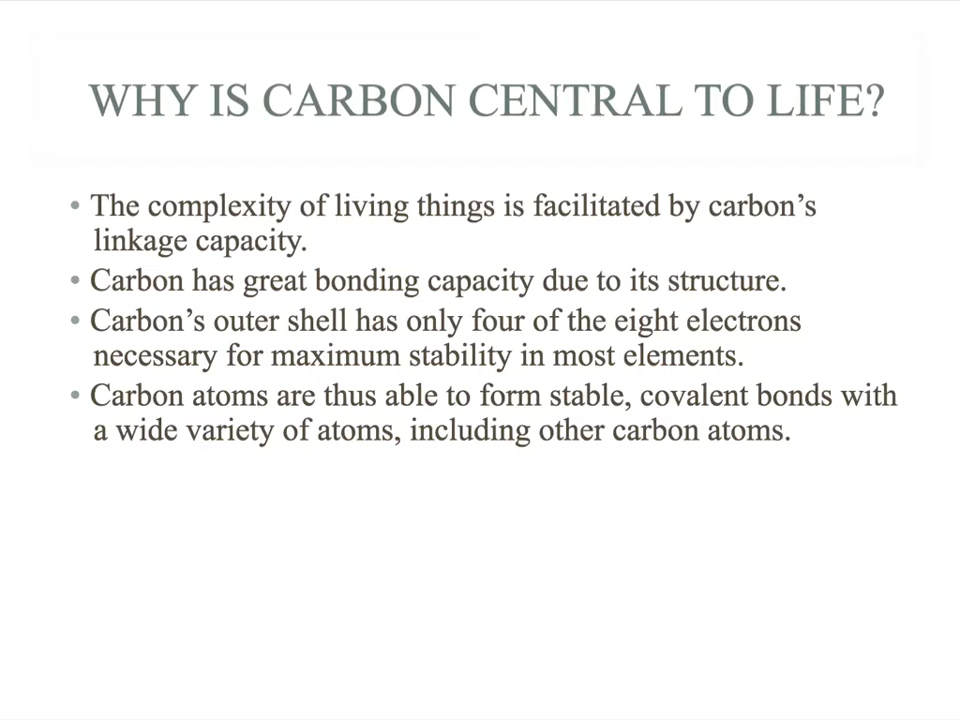 WHY IS CARBON CENTRAL TO LIFE?
• The complexity of living things is facilitated by carbon’s
linkage capacity.
• Carbon has great bonding capacity due to its structure.
• Carbon’s outer shell has only four of the eight electrons
necessary for maximum stability in most elements.
• Carbon atoms are thus able to form stable, covalent bonds with
a wide variety of atoms, including other carbon atoms.